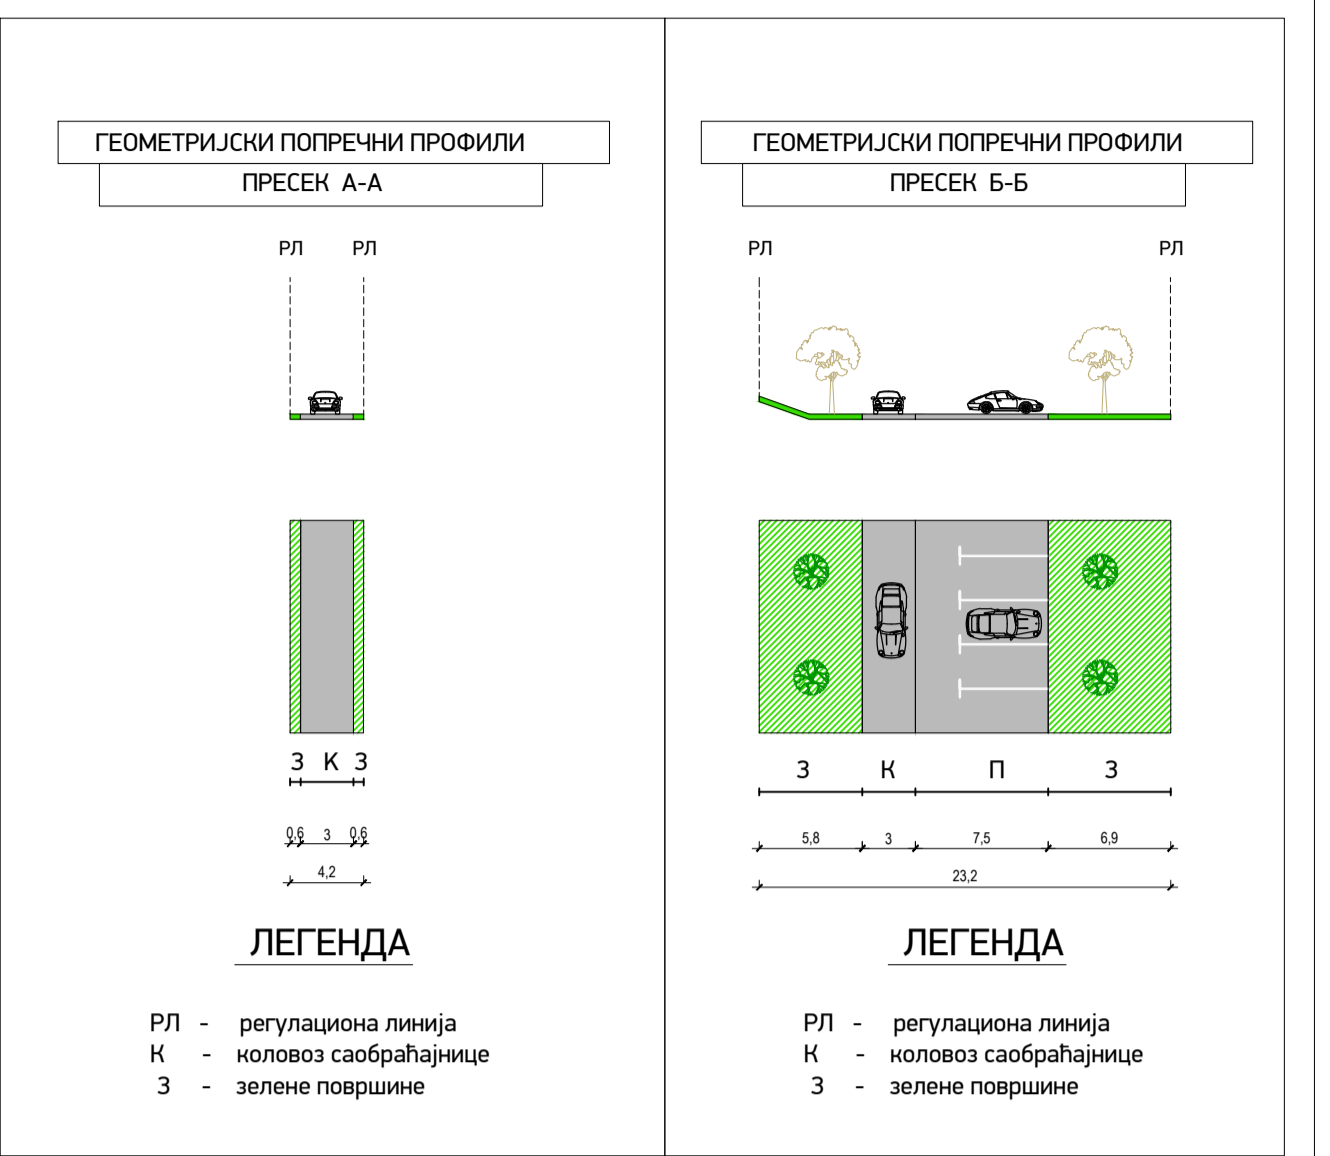 ГЕОМЕТРИЈСКИ ПОПРЕЧНИ ПРОФИЛИ
ПРЕСЕК А-А
РЛ РЛ
З К З
0,6 3 0,6
4,2
ЛЕГЕНДА
РЛ - регулациона линија
К - коловоз саобраћајнице
З - зелене површине
ГЕОМЕТРИЈСКИ ПОПРЕЧНИ ПРОФИЛИ
ПРЕСЕК Б-Б
РЛ РЛ
З К П З
5,8 3 7,5 6,9
23,2
ЛЕГЕНДА
РЛ - регулациона линија
К - коловоз саобраћајнице
З - зелене површине